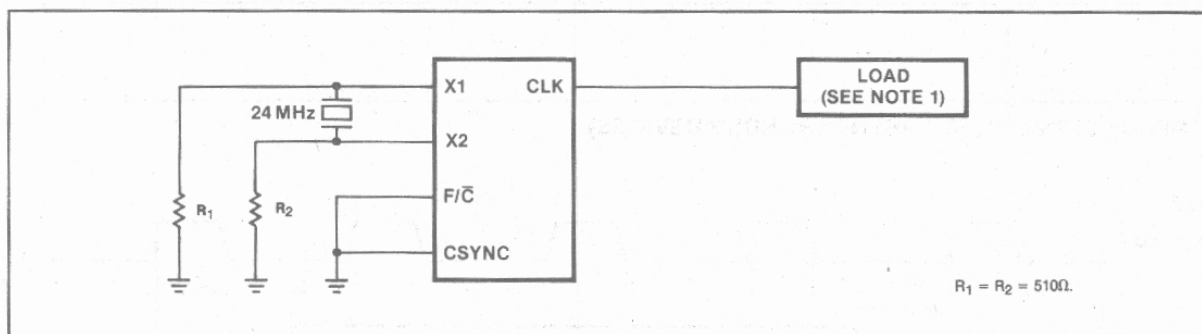 X1 CLK
LOAD
(SEE NOTE 1)
24 MHz
X2
F/C̅
R₁ R₂
CSYNC
R₁ = R₂ = 510Ω.